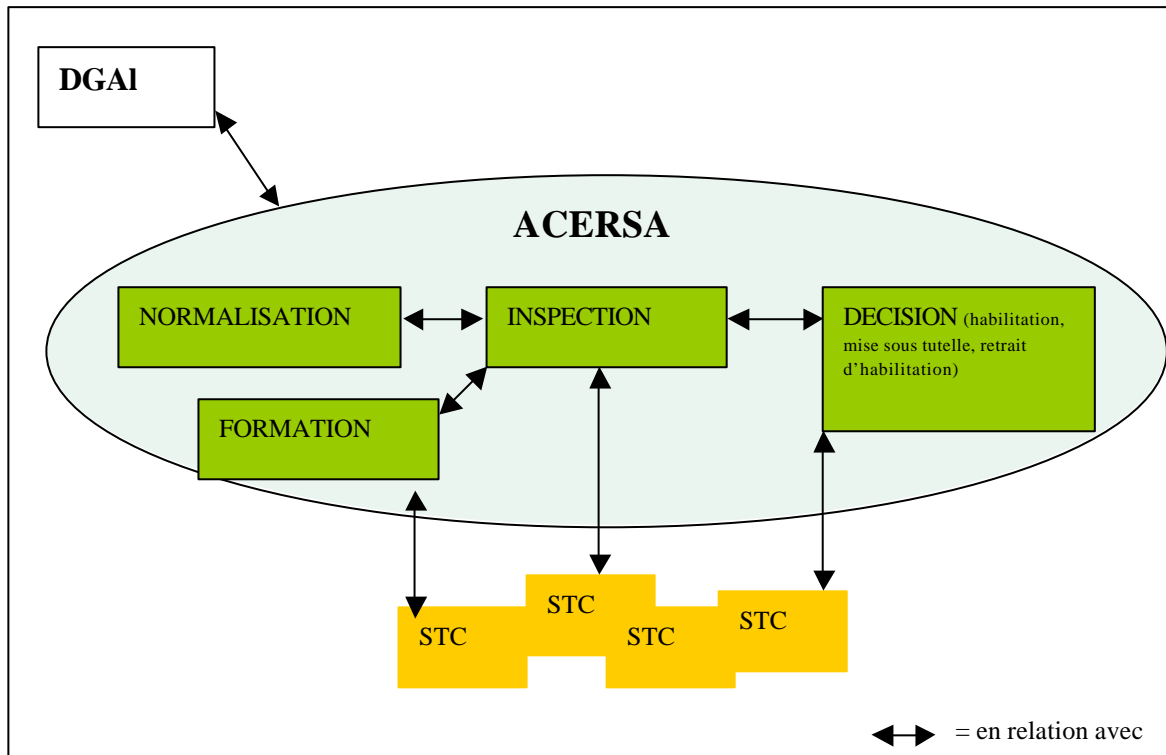 DGAl
ACERSA
NORMALISATION
INSPECTION
DECISION (habilitation,
mise sous tutelle, retrait
d’habilitation)
FORMATION
STC
STC
STC
STC
= en relation avec